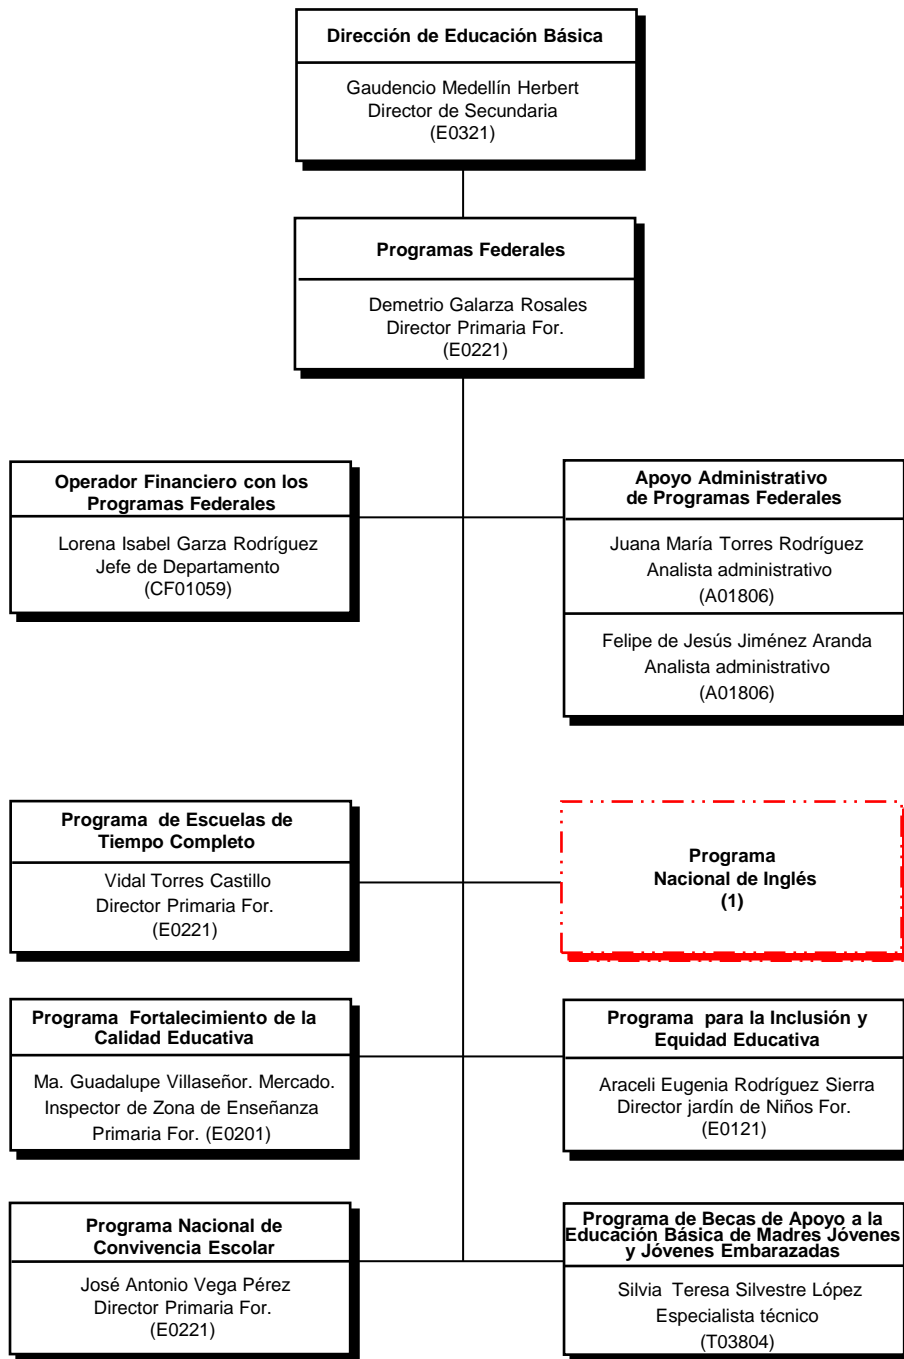 Dirección de Educación Básica
Gaudencio Medellín Herbert
Director de Secundaria
(E0321)
Programas Federales
Demetrio Galarza Rosales
Director Primaria For.
(E0221)
Operador Financiero con los
Programas Federales
Lorena Isabel Garza Rodríguez
Jefe de Departamento
(CF01059)
Apoyo Administrativo
de Programas Federales
Juana María Torres Rodríguez
Analista administrativo
(A01806)
Felipe de Jesús Jiménez Aranda
Analista administrativo
(A01806)
Programa de Escuelas de
Tiempo Completo
Vidal Torres Castillo
Director Primaria For.
(E0221)
Programa
Nacional de Inglés
(1)
Programa Fortalecimiento de la
Calidad Educativa
Ma. Guadalupe Villaseñor. Mercado.
Inspector de Zona de Enseñanza
Primaria For. (E0201)
Programa para la Inclusión y
Equidad Educativa
Araceli Eugenia Rodríguez Sierra
Director jardín de Niños For.
(E0121)
Programa Nacional de
Convivencia Escolar
José Antonio Vega Pérez
Director Primaria For.
(E0221)
Programa de Becas de Apoyo a la
Educación Básica de Madres Jóvenes
y Jóvenes Embarazadas
Silvia Teresa Silvestre López
Especialista técnico
(T03804)